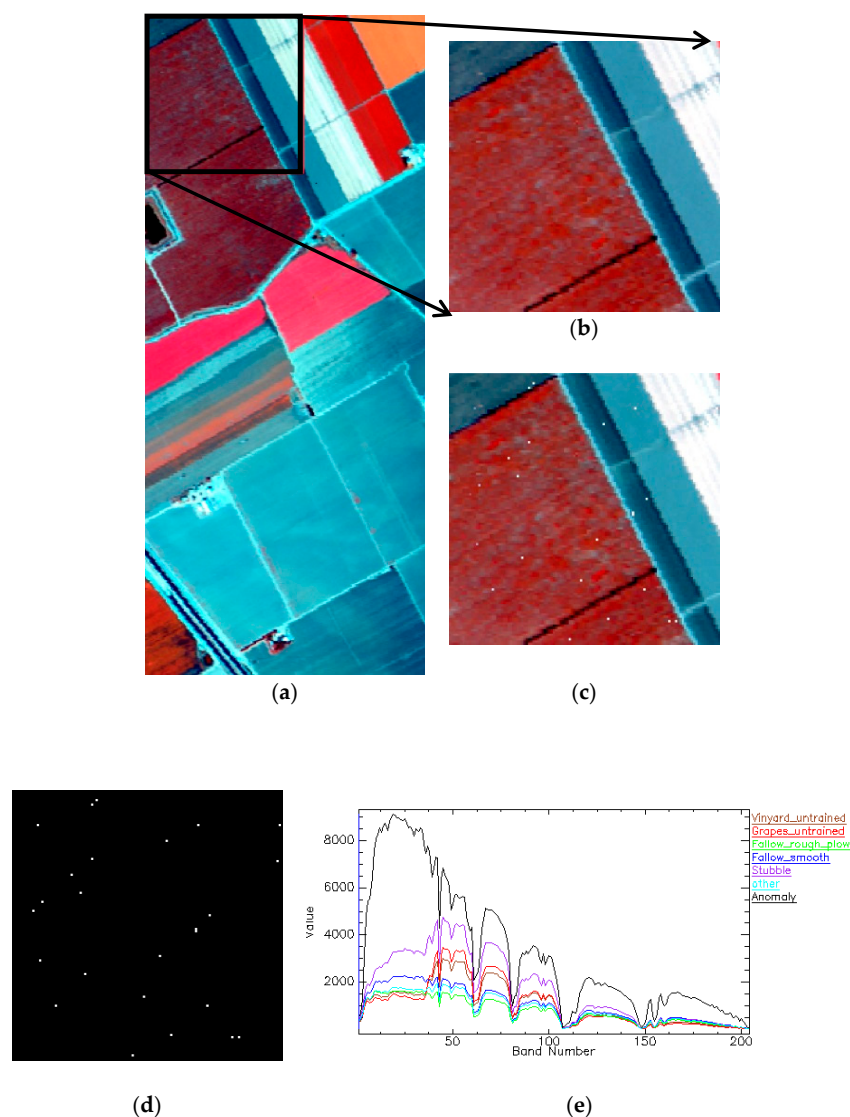 (a)
(b)
(c)
(d)
Value
8000
6000
4000
2000
50
100
150
200
Band Number
Vinyard_untrained
Grapes_untrained
Fallow_rough_plow
Fallow_smooth
Stubble
other
Anomaly
(e)